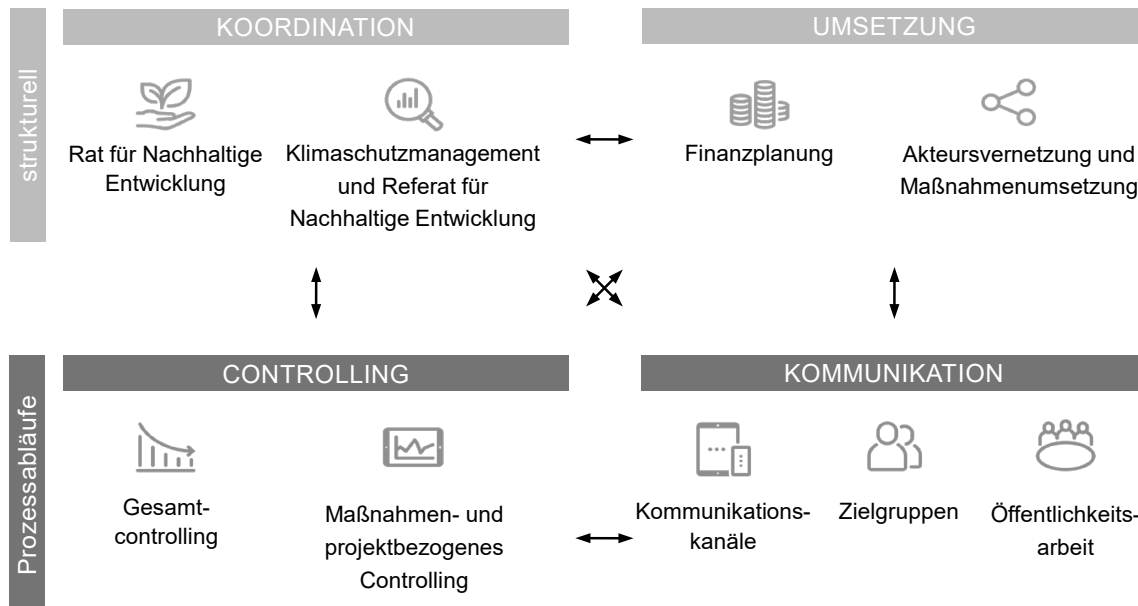 strukturell
KOORDINATION
Rat für Nachhaltige
Entwicklung
Klimaschutzmanagement
und Referat für
Nachhaltige Entwicklung
UMSETZUNG
Finanzplanung
Akteursvernetzung und
Maßnahmenumsetzung
Prozessabläufe
CONTROLLING
Gesamt-
controlling
Maßnahmen- und
projektbezogenes
Controlling
KOMMUNIKATION
Kommunikations-
kanäle
Zielgruppen
Öffentlichkeits-
arbeit